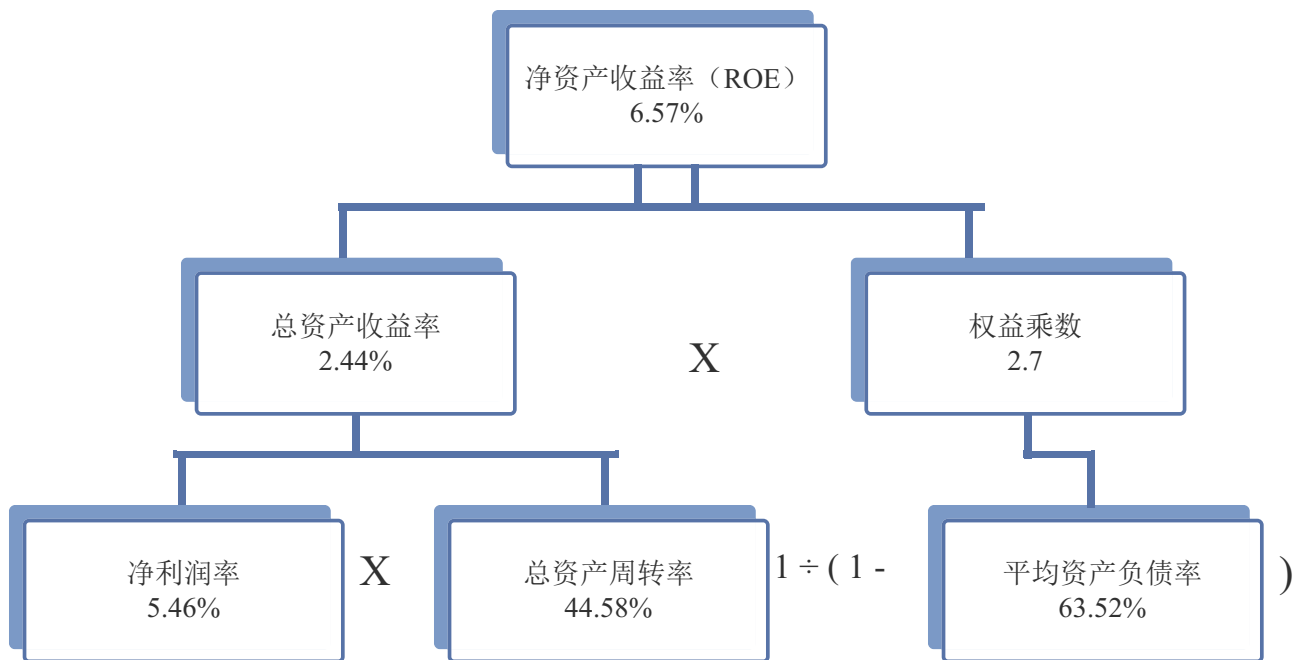 净资产收益率（ROE）
6.57%
总资产收益率
2.44%
X
权益乘数
2.7
净利润率
5.46%
X
总资产周转率
44.58%
1 ÷ ( 1 -
平均资产负债率
63.52%
)